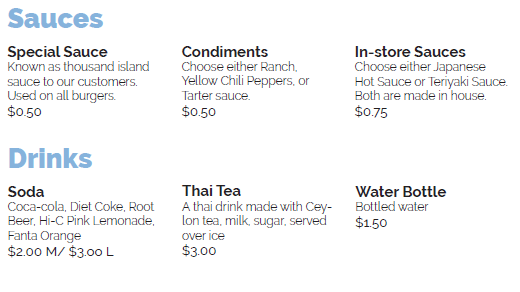 Sauces
Special Sauce
Known as thousand island
sauce to our customers.
Used on all burgers.
$0.50
Condiments
Choose either Ranch,
Yellow Chili Peppers, or
Tarter sauce.
$0.50
In-store Sauces
Choose either Japanese
Hot Sauce or Teriyaki Sauce.
Both are made in house.
$0.75
Drinks
Soda
Coca-cola, Diet Coke, Root
Beer, Hi-C Pink Lemonade,
Fanta Orange
$2.00 M/ $3.00 L
Thai Tea
A thai drink made with Cey-
lon tea, milk, sugar, served
over ice
$3.00
Water Bottle
Bottled water
$1.50